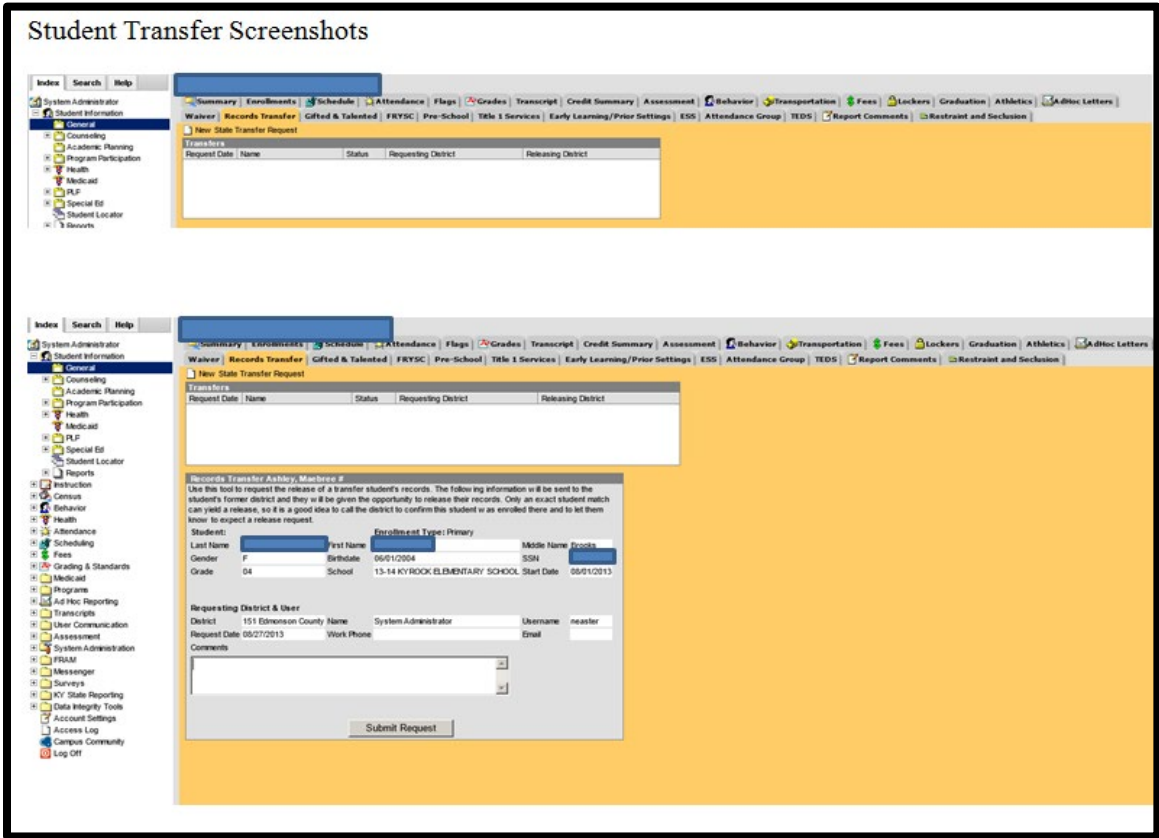 Student Transfer Screenshots
Index Search Help
System Administrator
Student Information
General
Counseling
Academic Planning
Program Participation
Health
Medicaid
PLF
Special Ed
Student Locator
Reports
Summary Enrollments Schedule Attendance Flags Grades Transcript Credit Summary Assessment Behavior Transportation Fees Lockers Graduation Athletics AdHoc Letters
Waiver Records Transfer Gifted & Talented FRYSC Pre-School Title 1 Services Early Learning/Prior Settings ESS Attendance Group TEDS Report Comments Restraint and Seclusion
New State Transfer Request
Transfers
Request Date Name Status Requesting District Releasing District
Index Search Help
System Administrator
Student Information
General
Counseling
Academic Planning
Program Participation
Health
Medicaid
PLF
Special Ed
Student Locator
Reports
Instruction
Census
Behavior
Health
Attendance
Scheduling
Fees
Grading & Standards
Medicaid
Programs
Ad Hoc Reporting
Transcripts
User Communication
Assessment
System Administration
FRAM
Messenger
Surveys
KY State Reporting
Data Integrity Tools
Account Settings
Access Log
Campus Community
Log Off
Summary Enrollments Schedule Attendance Flags Grades Transcript Credit Summary Assessment Behavior Transportation Fees Lockers Graduation Athletics AdHoc Letters
Waiver Records Transfer Gifted & Talented FRYSC Pre-School Title 1 Services Early Learning/Prior Settings ESS Attendance Group TEDS Report Comments Restraint and Seclusion
New State Transfer Request
Transfers
Request Date Name Status Requesting District Releasing District
Records Transfer Ashley, Maebree #
Use this tool to request the release of a transfer student's records. The following information will be sent to the
student's former district and they will be given the opportunity to release their records. Only an exact student match
can yield a release, so it is a good idea to call the district to confirm this student was enrolled there and to let them
know to expect a release request.
Student: Enrollment Type: Primary
Last Name First Name Middle Name Brooks
Gender F Birthdate 06/01/2004 SSN
Grade 04 School 13-14 KYROCK ELEMENTARY SCHOOL Start Date 08/01/2013
Requesting District & User
District 151 Edmonson County Name System Administrator Username neaster
Request Date 08/27/2013 Work Phone Email
Comments
Submit Request